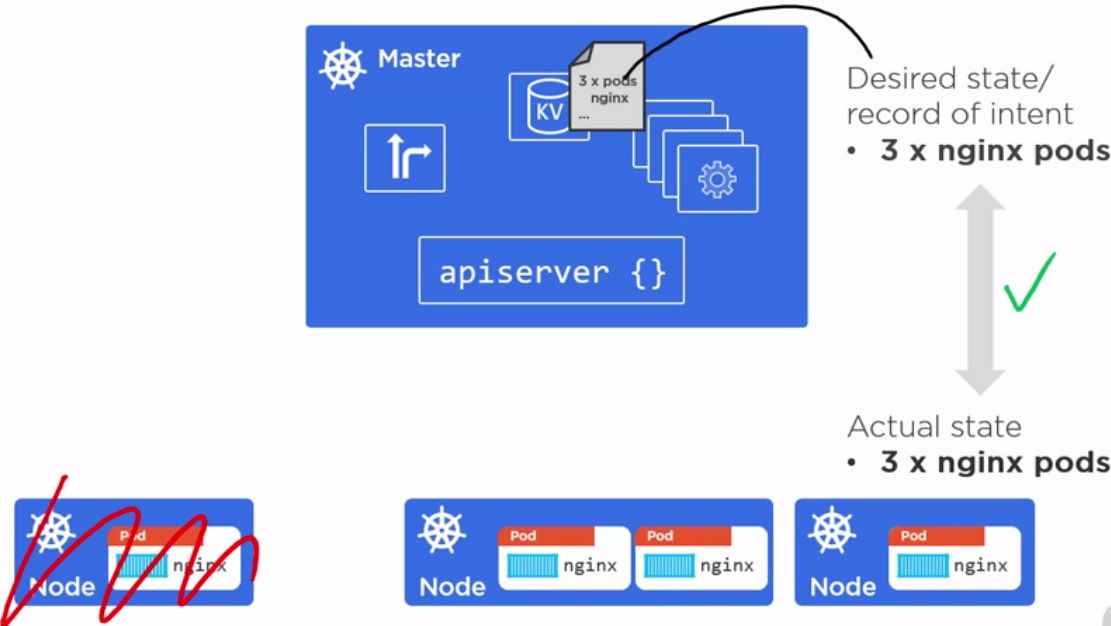 Master
3 x pods
nginx
...
KV
Desired state/
record of intent
• 3 x nginx pods
apiserver {}
Actual state
• 3 x nginx pods
Pod
nginx
Node
Pod
nginx
Pod
nginx
Node
Pod
nginx
Node